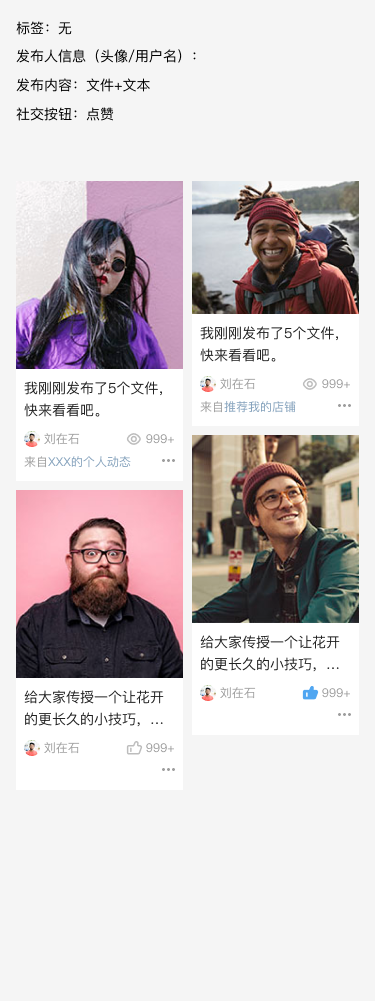 标签：无
发布人信息（头像/用户名）：
发布内容：文件+文本
社交按钮：点赞
我刚刚发布了5个文件，
快来看看吧。
刘在石 999+
来自XXX的个人动态
给大家传授一个让花开
的更长久的小技巧，...
刘在石 999+
我刚刚发布了5个文件，
快来看看吧。
刘在石 999+
来自推荐我的店铺
给大家传授一个让花开
的更长久的小技巧，...
刘在石 999+